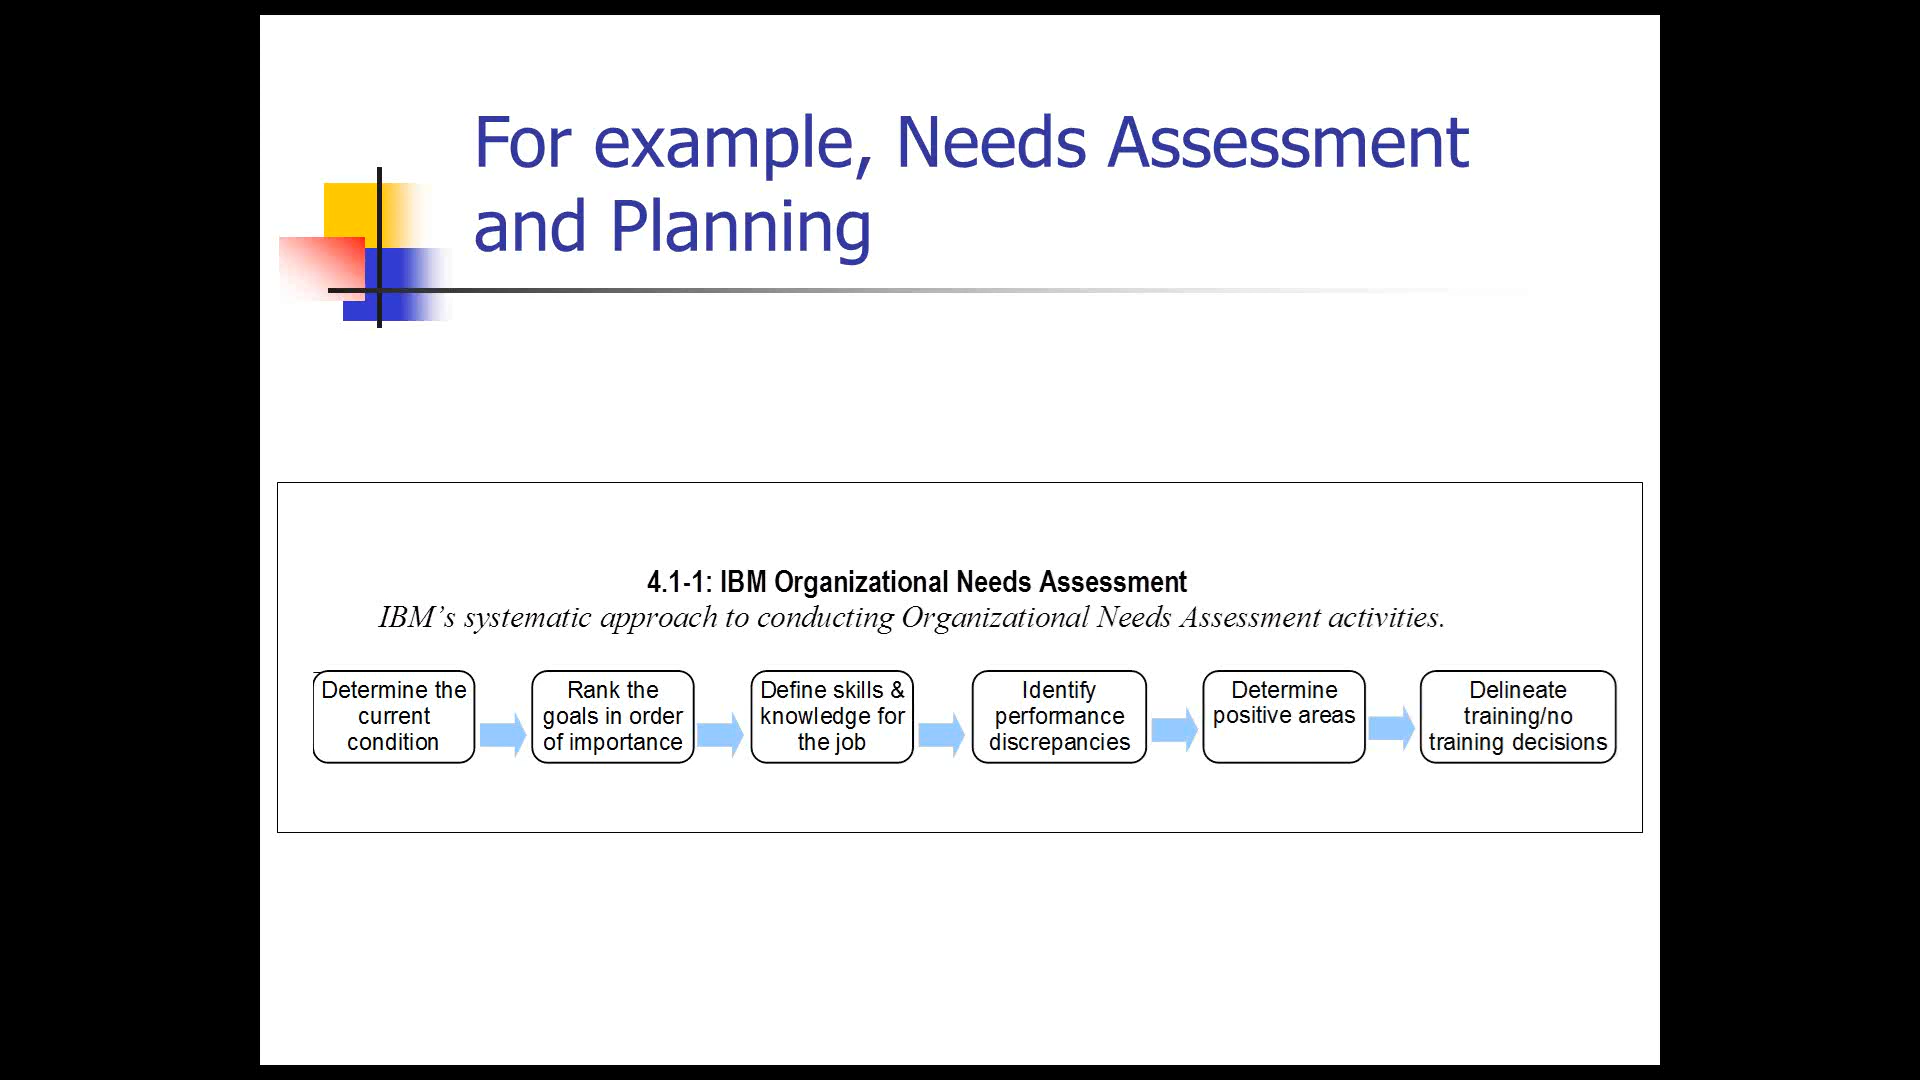 For example, Needs Assessment
and Planning
4.1-1: IBM Organizational Needs Assessment
IBM’s systematic approach to conducting Organizational Needs Assessment activities.
Determine the
current
condition
Rank the
goals in order
of importance
Define skills &
knowledge for
the job
Identify
performance
discrepancies
Determine
positive areas
Delineate
training/no
training decisions